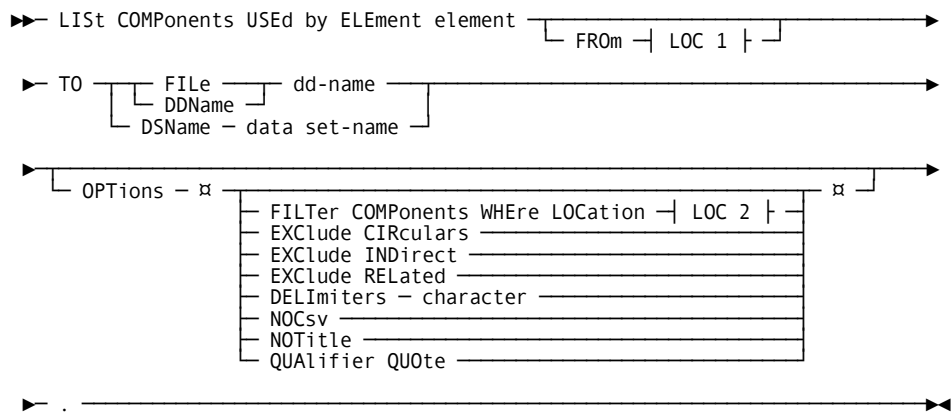 LISt COMPonents USEd by ELEment element
FROm LOC 1
TO FILe dd-name
DDName
DSName – data set-name
OPTions – ¤ ¤
FILTer COMPonents WHEre LOCation LOC 2
EXClude CIRculars
EXClude INDirect
EXClude RELated
DELImiters – character
NOCsv
NOTitle
QUAlifier QUOte
.